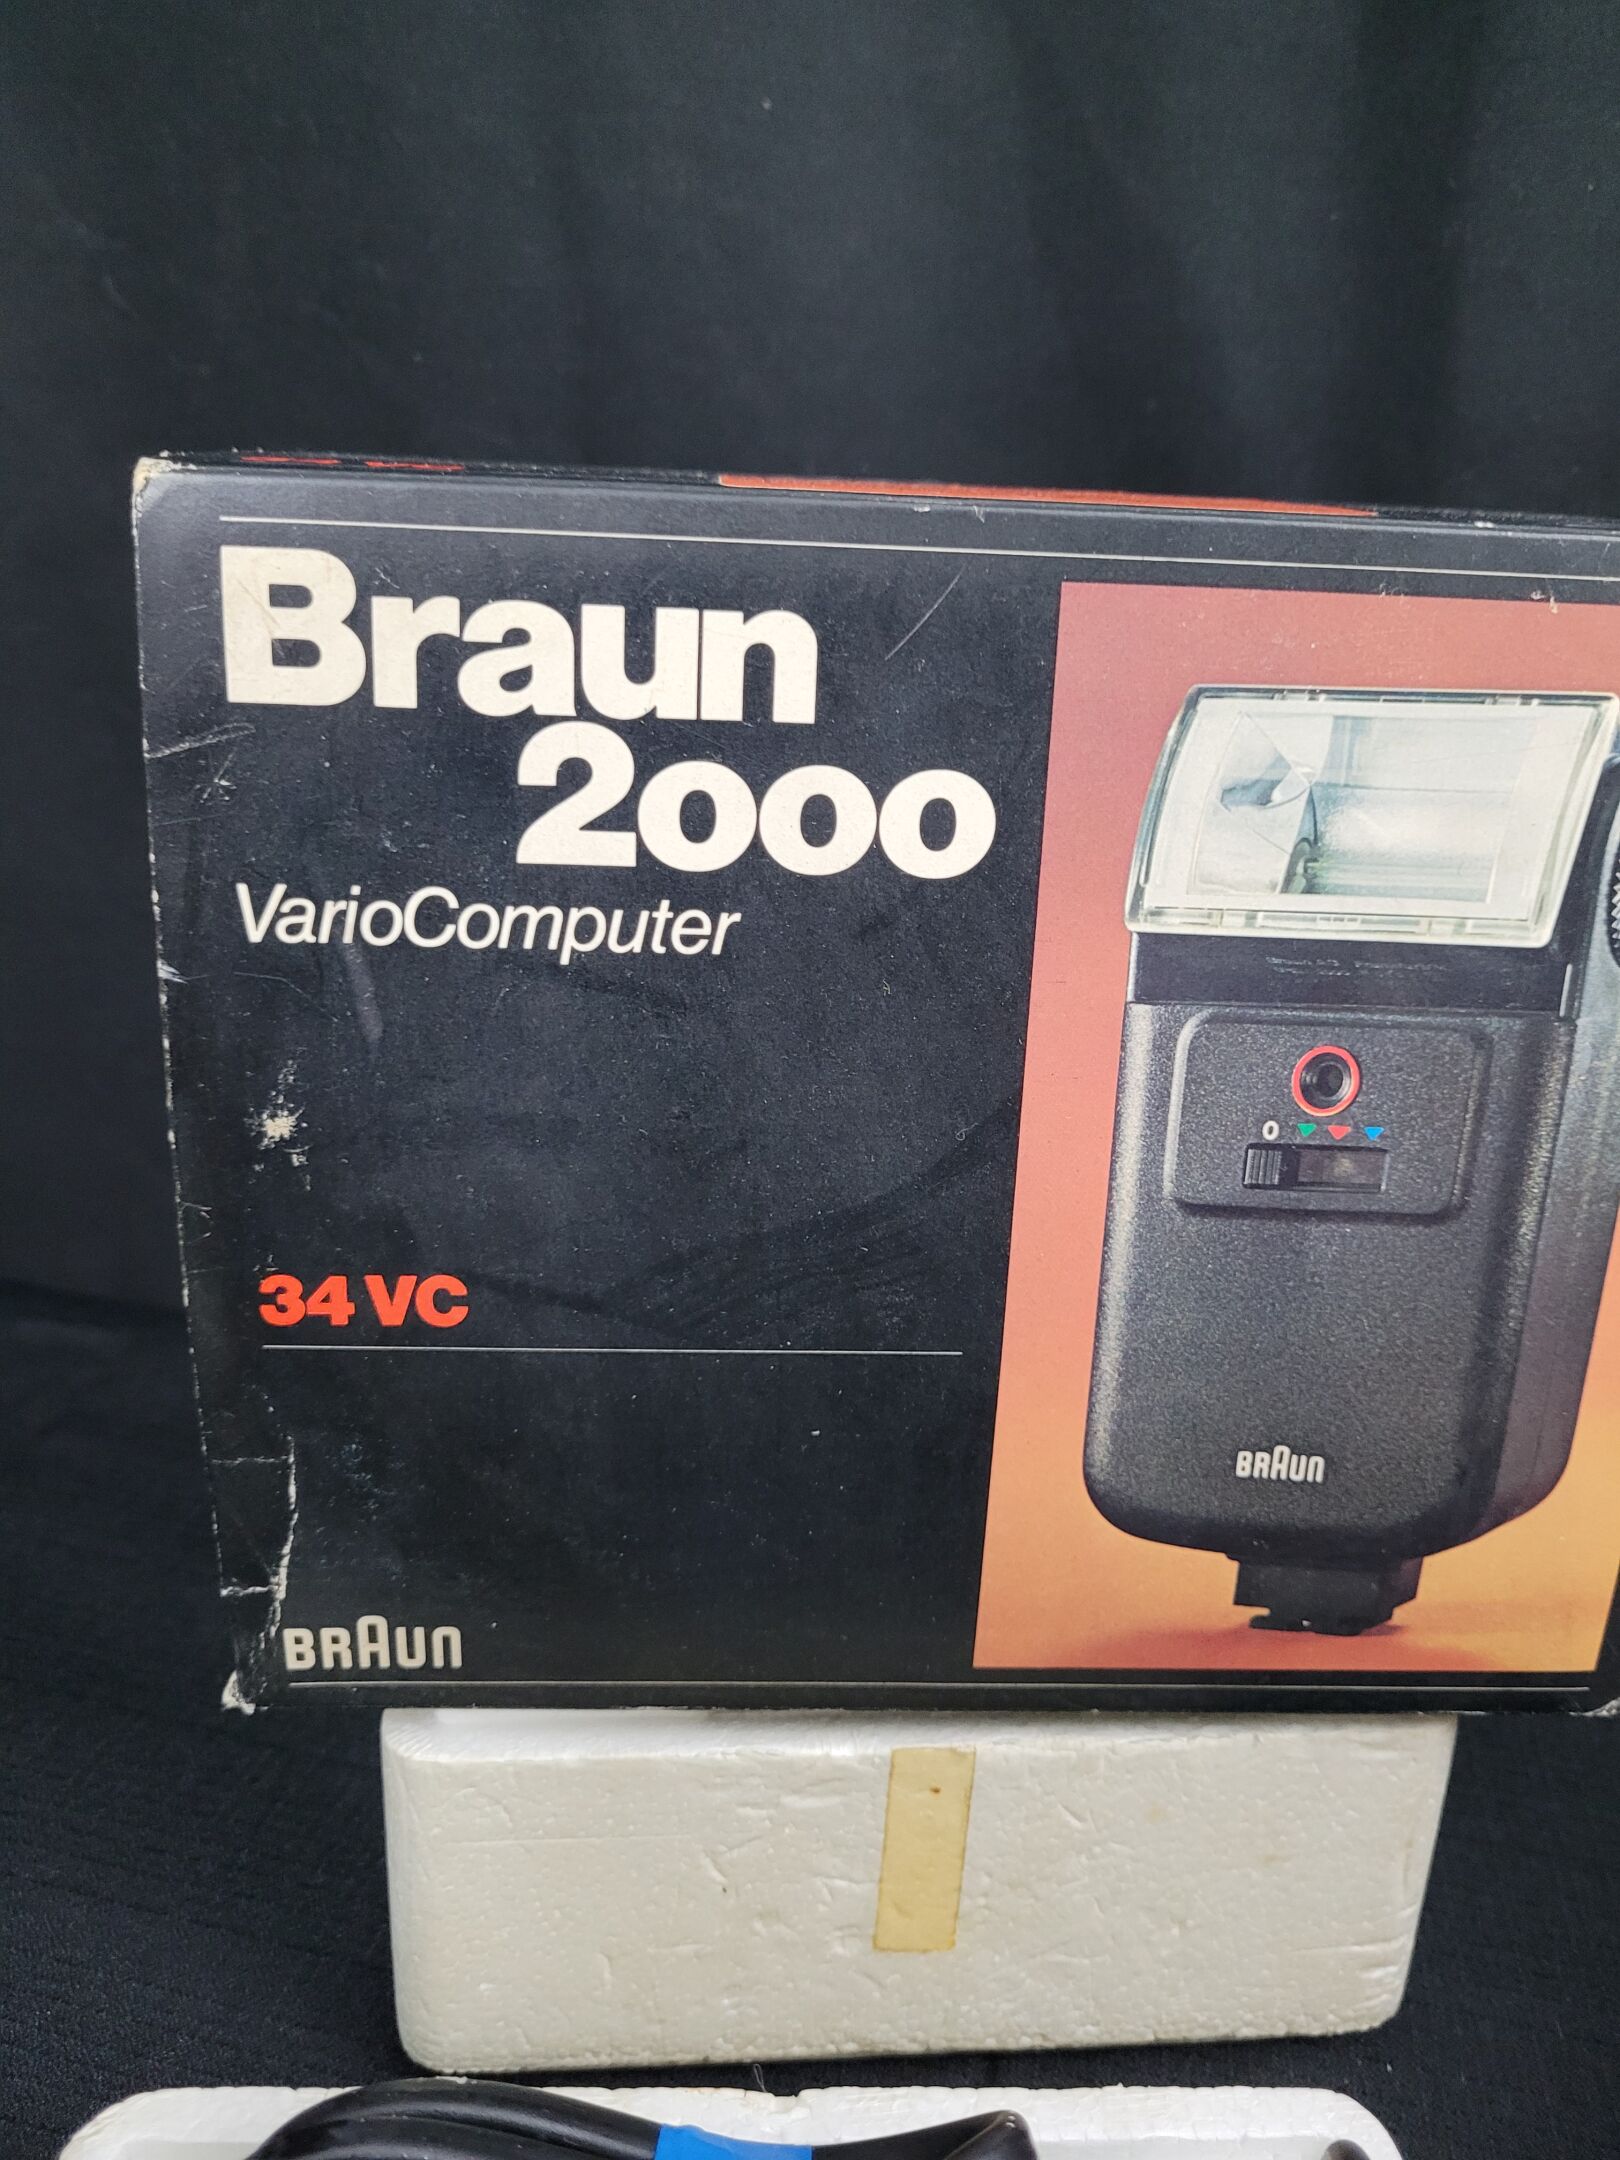 Braun
2000
VarioComputer
0
34 VC
BRAUN
BRAUN